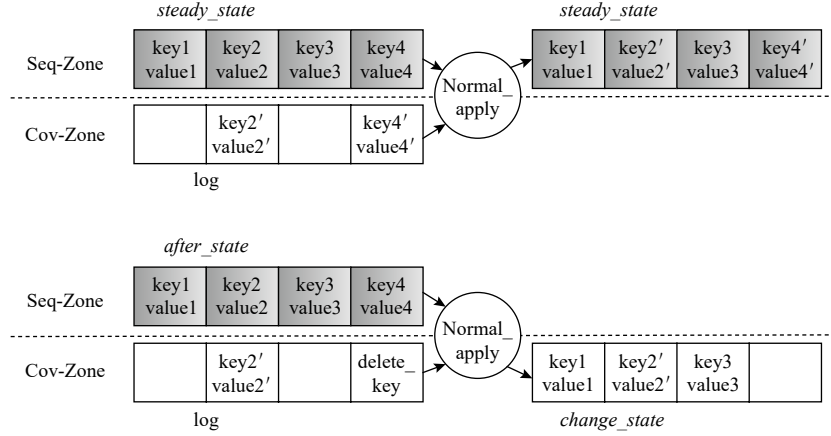 steady_state steady_state
Seq-Zone
key1 key2 key3 key4
value1 value2 value3 value4
Normal_
apply
key1 key2′ key3 key4′
value1 value2′ value3 value4′
Cov-Zone
key2′ key4′
value2′ value4′
log
after_state
Seq-Zone
key1 key2 key3 key4
value1 value2 value3 value4
Normal_
apply
Cov-Zone
key2′ delete_
value2′ key
key1 key2′ key3
value1 value2′ value3
log
change_state